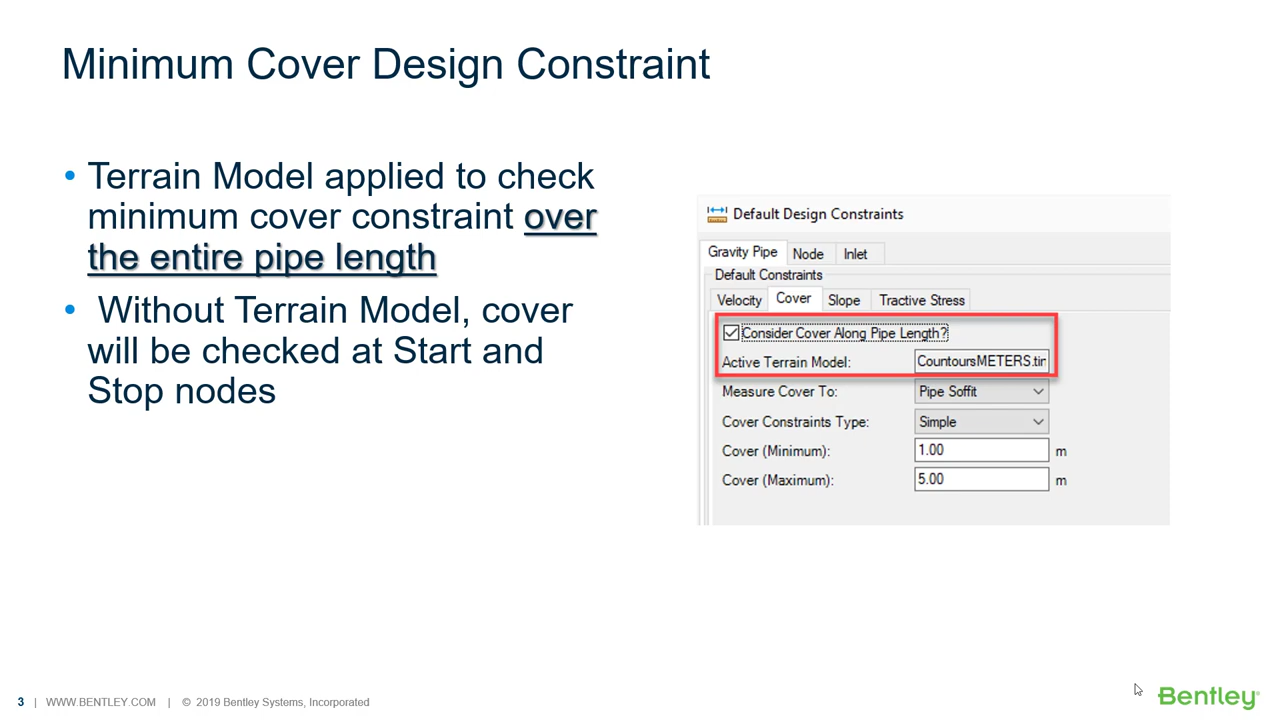 Minimum Cover Design Constraint
• Terrain Model applied to check
minimum cover constraint over
the entire pipe length
• Without Terrain Model, cover
will be checked at Start and
Stop nodes
Default Design Constraints
Gravity Pipe Node Inlet
Default Constraints
Velocity Cover Slope Tractive Stress
Consider Cover Along Pipe Length?
Active Terrain Model: CountoursMETERS.tin
Measure Cover To: Pipe Soffit
Cover Constraints Type: Simple
Cover (Minimum): 1.00 m
Cover (Maximum): 5.00 m
3 | WWW.BENTLEY.COM | © 2019 Bentley Systems, Incorporated
Bentley®